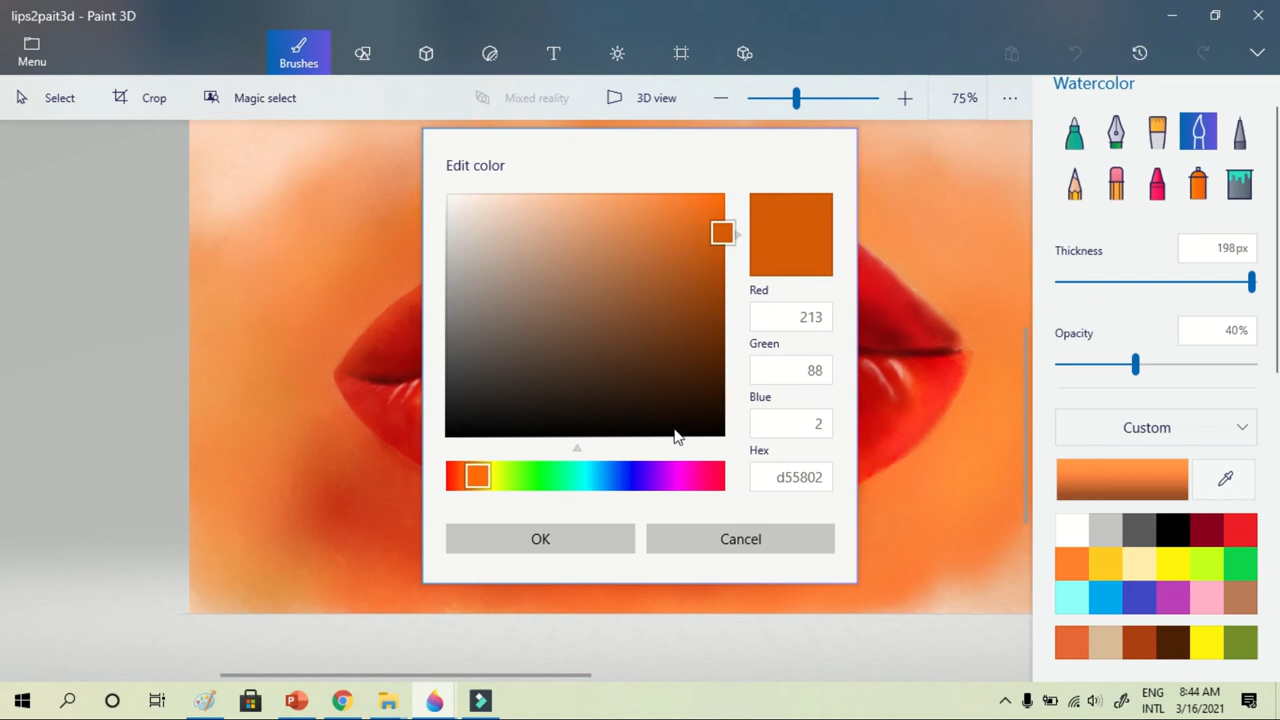 lips2pait3d - Paint 3D
Menu
Brushes
Select
Crop
Magic select
Mixed reality
3D view
75%
Watercolor
Edit color
Thickness
198px
Red
213
Green
88
Opacity
40%
Blue
2
Custom
Hex
d55802
OK
Cancel
ENG
INTL
8:44 AM
3/16/2021